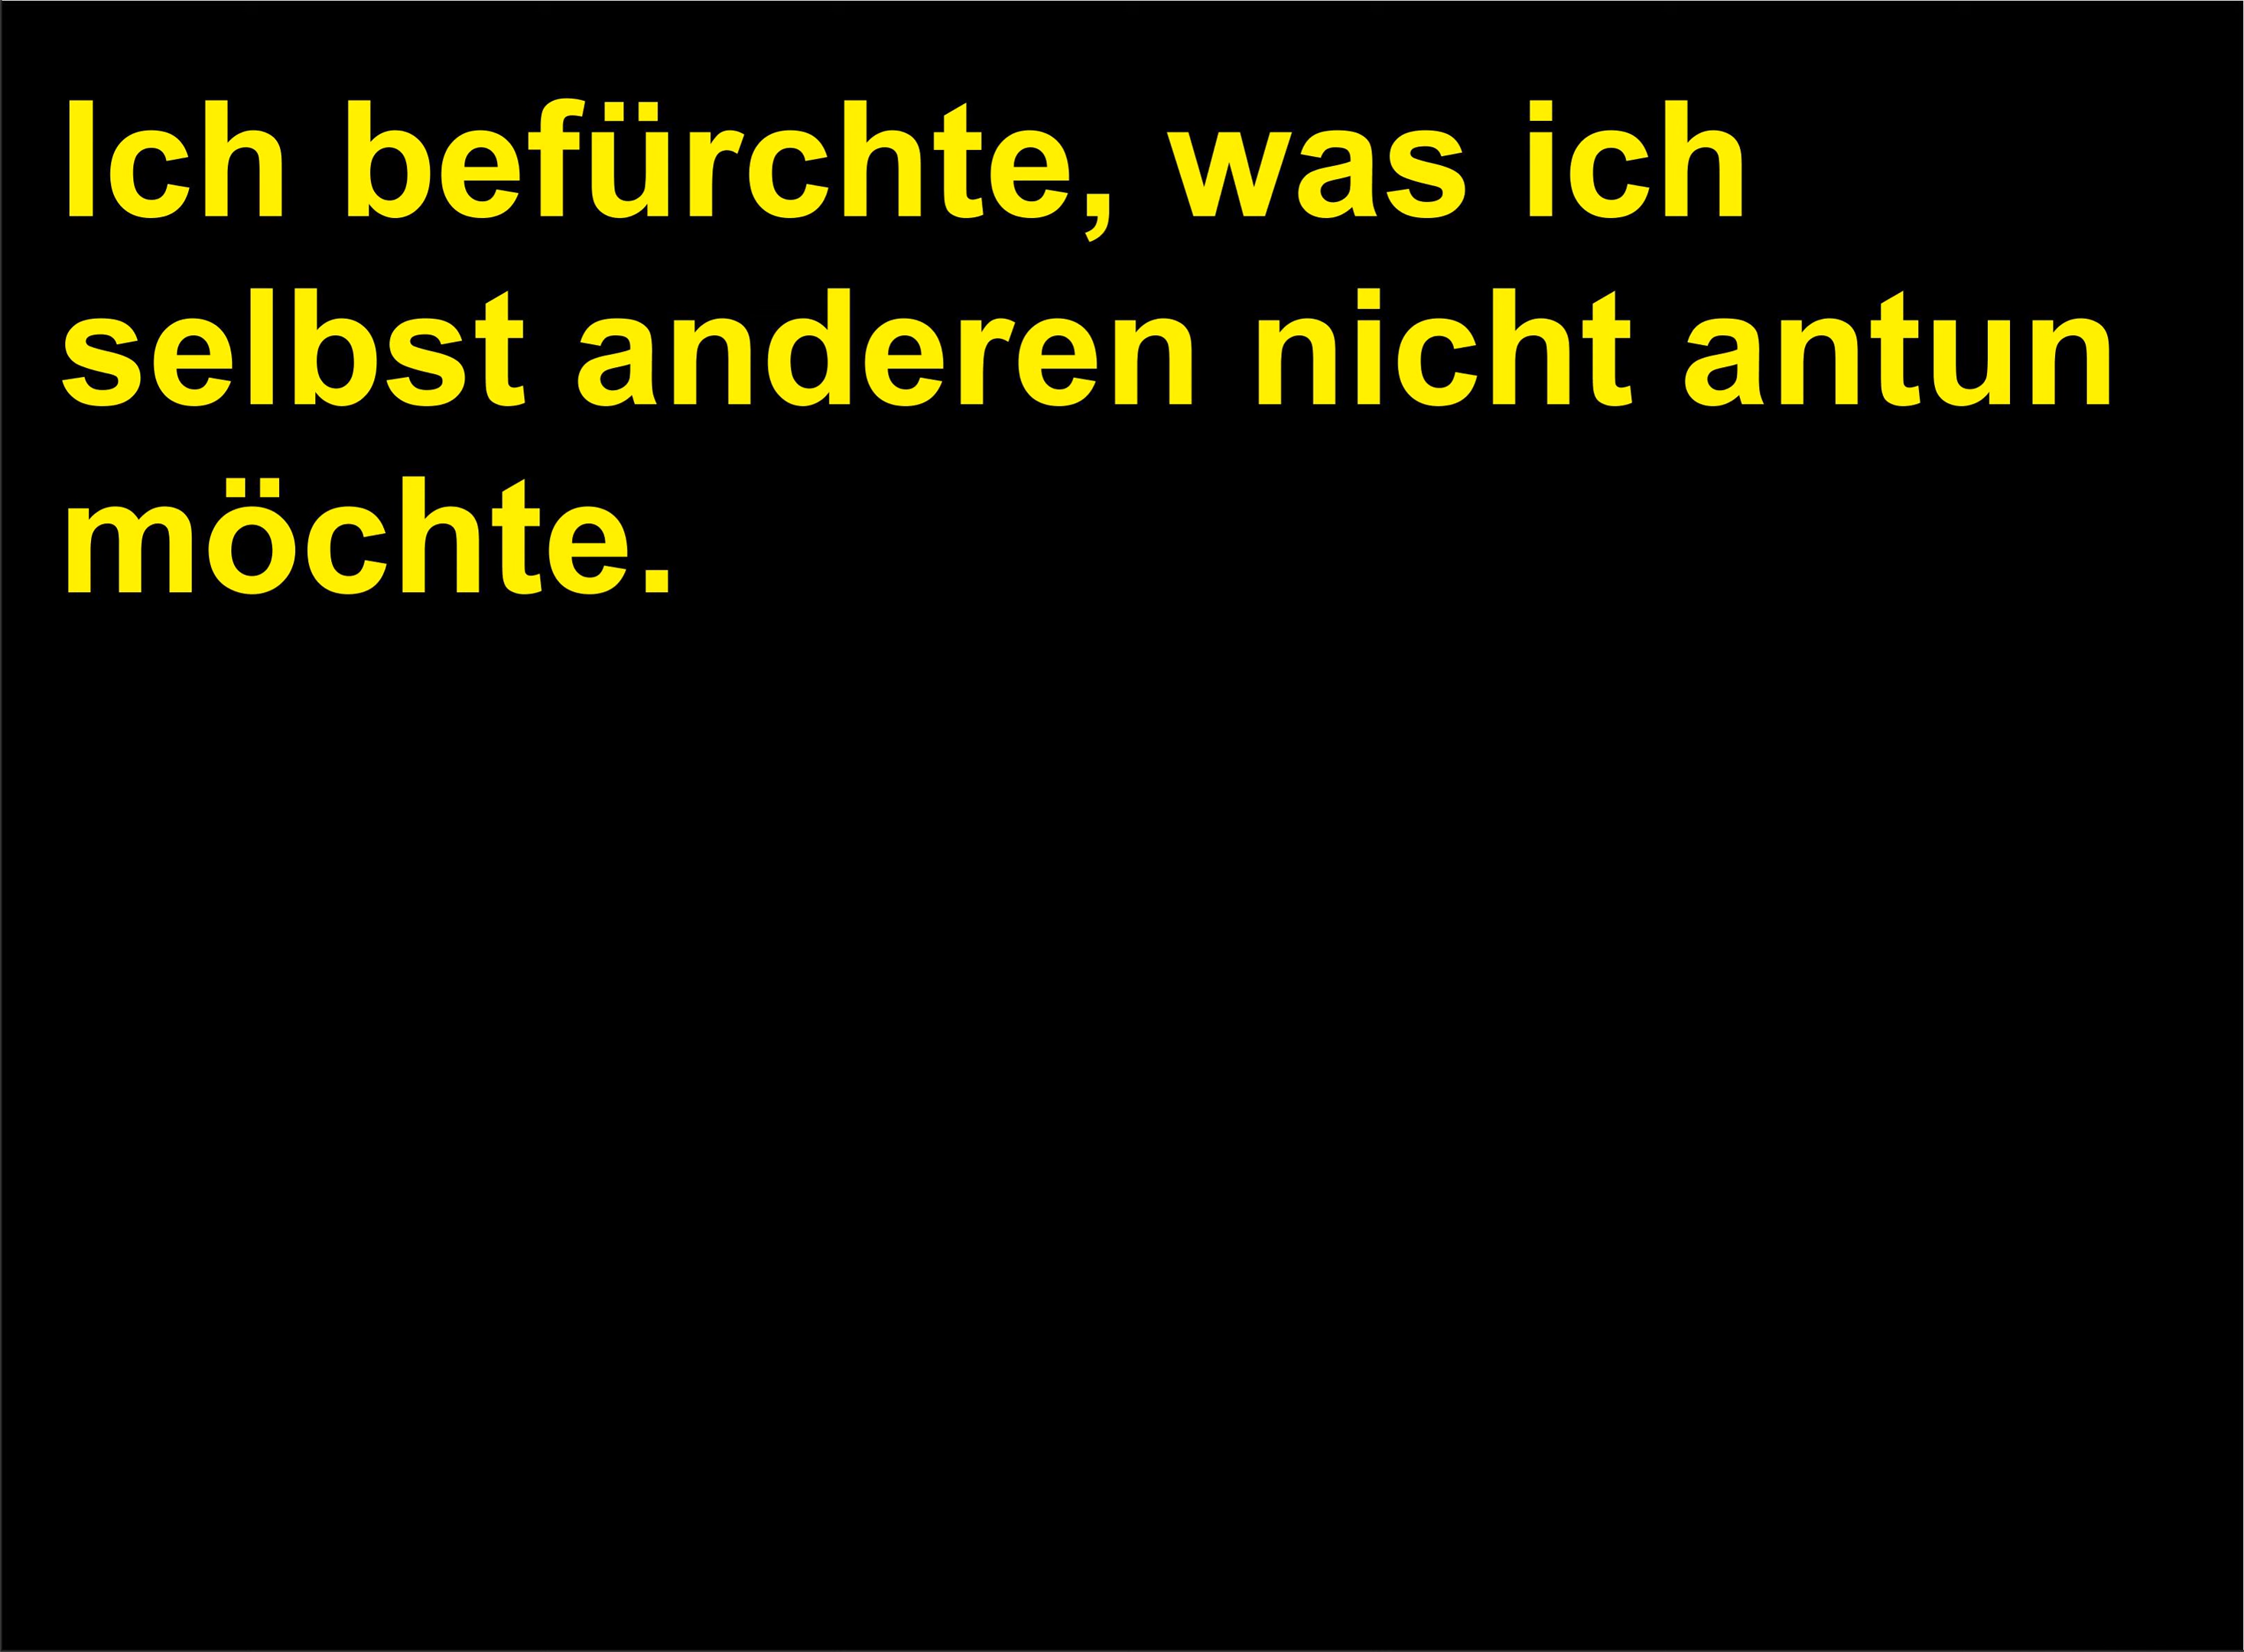 Ich befürchte, was ich
selbst anderen nicht antun
möchte.